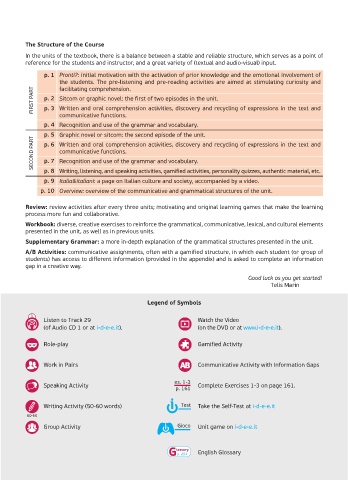 The Structure of the Course
In the units of the textbook, there is a balance between a stable and reliable structure, which serves as a point of
reference for the students and instructor, and a great variety of (textual and audio-visual) input.
FIRST PART
p. 1 Pronti?: initial motivation with the activation of prior knowledge and the emotional involvement of
the students. The pre-listening and pre-reading activities are aimed at stimulating curiosity and
facilitating comprehension.
p. 2 Sitcom or graphic novel: the first of two episodes in the unit.
p. 3 Written and oral comprehension activities, discovery and recycling of expressions in the text and
communicative functions.
p. 4 Recognition and use of the grammar and vocabulary.
SECOND PART
p. 5 Graphic novel or sitcom: the second episode of the unit.
p. 6 Written and oral comprehension activities, discovery and recycling of expressions in the text and
communicative functions.
p. 7 Recognition and use of the grammar and vocabulary.
p. 8 Writing, listening, and speaking activities, gamified activities, personality quizzes, authentic material, etc.
p. 9 Italia&italiani: a page on Italian culture and society, accompanied by a video.
p. 10 Overview: overview of the communicative and grammatical structures of the unit.
Review: review activities after every three units; motivating and original learning games that make the learning
process more fun and collaborative.
Workbook: diverse, creative exercises to reinforce the grammatical, communicative, lexical, and cultural elements
presented in the unit, as well as in previous units.
Supplementary Grammar: a more in-depth explanation of the grammatical structures presented in the unit.
A/B Activities: communicative assignments, often with a gamified structure, in which each student (or group of
students) has access to different information (provided in the appendix) and is asked to complete an information
gap in a creative way.
Good luck as you get started!
Telis Marin
Legend of Symbols
Listen to Track 29
(of Audio CD 1 or at i-d-e-e.it).
Watch the Video
(on the DVD or at www.i-d-e-e.it).
Role-play
Gamified Activity
Work in Pairs
AB Communicative Activity with Information Gaps
Speaking Activity
es. 1-3
p. 161
Complete Exercises 1-3 on page 161.
Writing Activity (50-60 words)
50-60
Test Take the Self-Test at i-d-e-e.it
Group Activity
Gioco Unit game on i-d-e-e.it
English Glossary